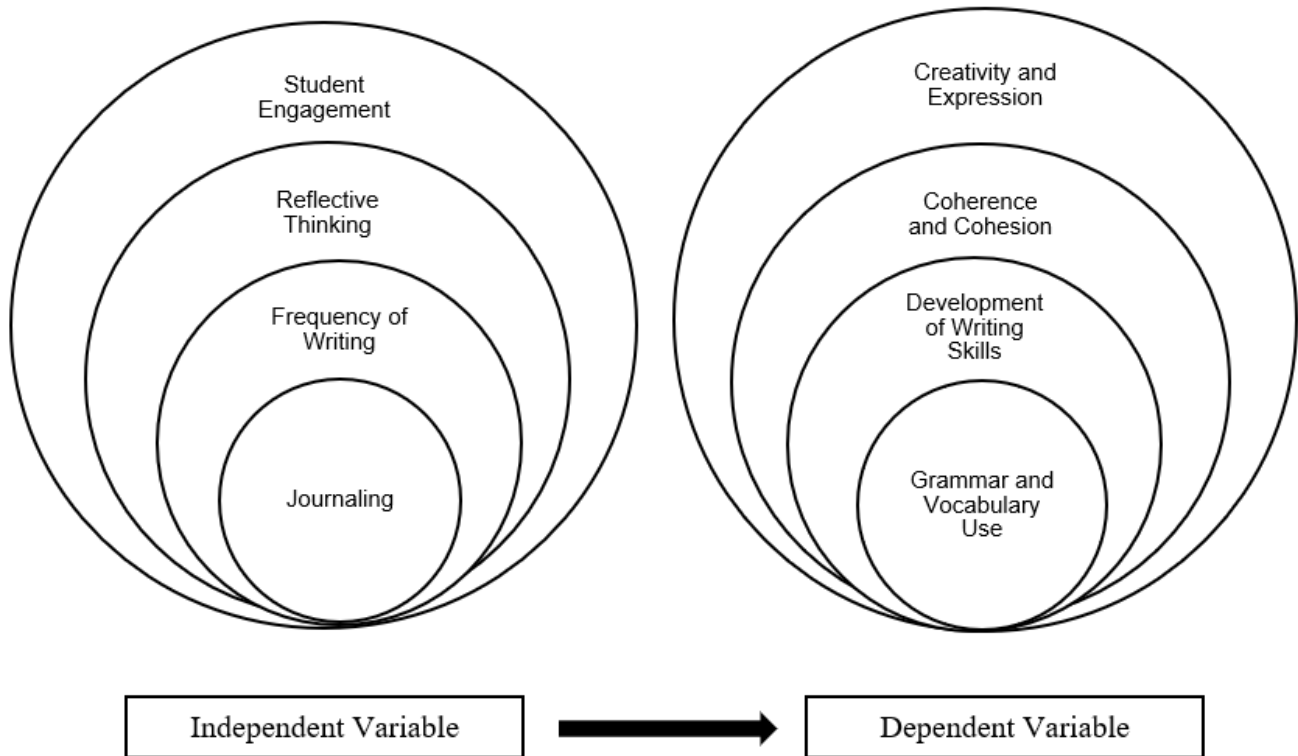 Student
Engagement
Reflective
Thinking
Frequency of
Writing
Journaling
Creativity and
Expression
Coherence
and Cohesion
Development
of Writing
Skills
Grammar and
Vocabulary
Use
Independent Variable
Dependent Variable